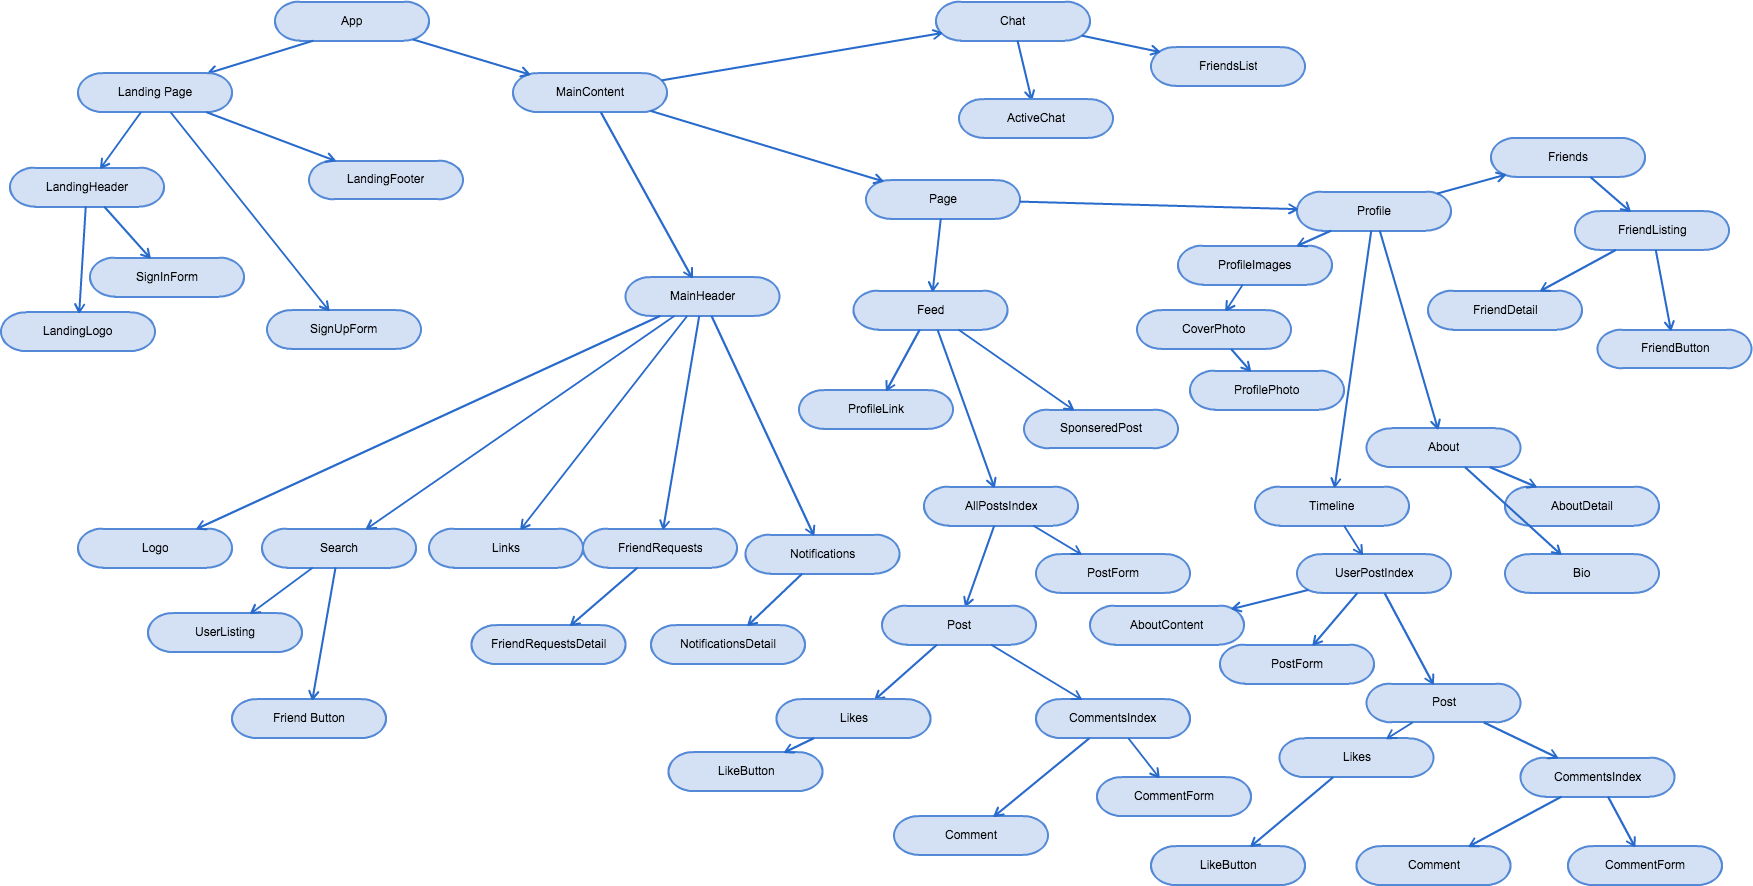 App
Chat
FriendsList
Landing Page
MainContent
ActiveChat
Friends
LandingHeader
LandingFooter
Page
Profile
FriendListing
SignInForm
ProfileImages
MainHeader
Feed
FriendDetail
LandingLogo
SignUpForm
CoverPhoto
FriendButton
ProfilePhoto
ProfileLink
SponseredPost
About
AllPostsIndex
Timeline
AboutDetail
Logo
Search
Links
FriendRequests
Notifications
PostForm
UserPostIndex
Bio
UserListing
FriendRequestsDetail
NotificationsDetail
Post
AboutContent
PostForm
Friend Button
Likes
CommentsIndex
Post
LikeButton
Likes
CommentForm
CommentsIndex
Comment
LikeButton
Comment
CommentForm